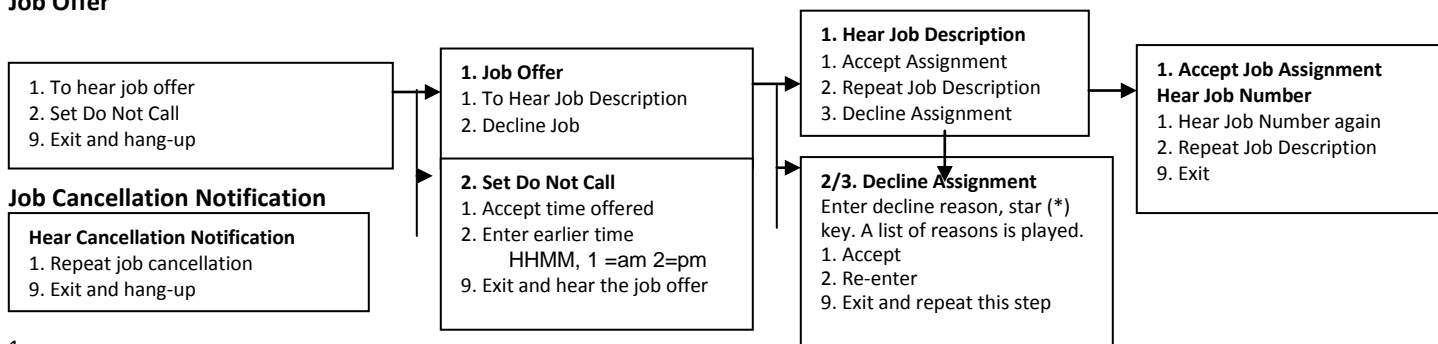 Job Offer
1. To hear job offer
2. Set Do Not Call
9. Exit and hang-up
1. Job Offer
1. To Hear Job Description
2. Decline Job
2. Set Do Not Call
1. Accept time offered
2. Enter earlier time
HHMM, 1 =am 2=pm
9. Exit and hear the job offer
1. Hear Job Description
1. Accept Assignment
2. Repeat Job Description
3. Decline Assignment
2/3. Decline Assignment
Enter decline reason, star (*)
key. A list of reasons is played.
1. Accept
2. Re-enter
9. Exit and repeat this step
1. Accept Job Assignment
Hear Job Number
1. Hear Job Number again
2. Repeat Job Description
9. Exit
Job Cancellation Notification
Hear Cancellation Notification
1. Repeat job cancellation
9. Exit and hang-up